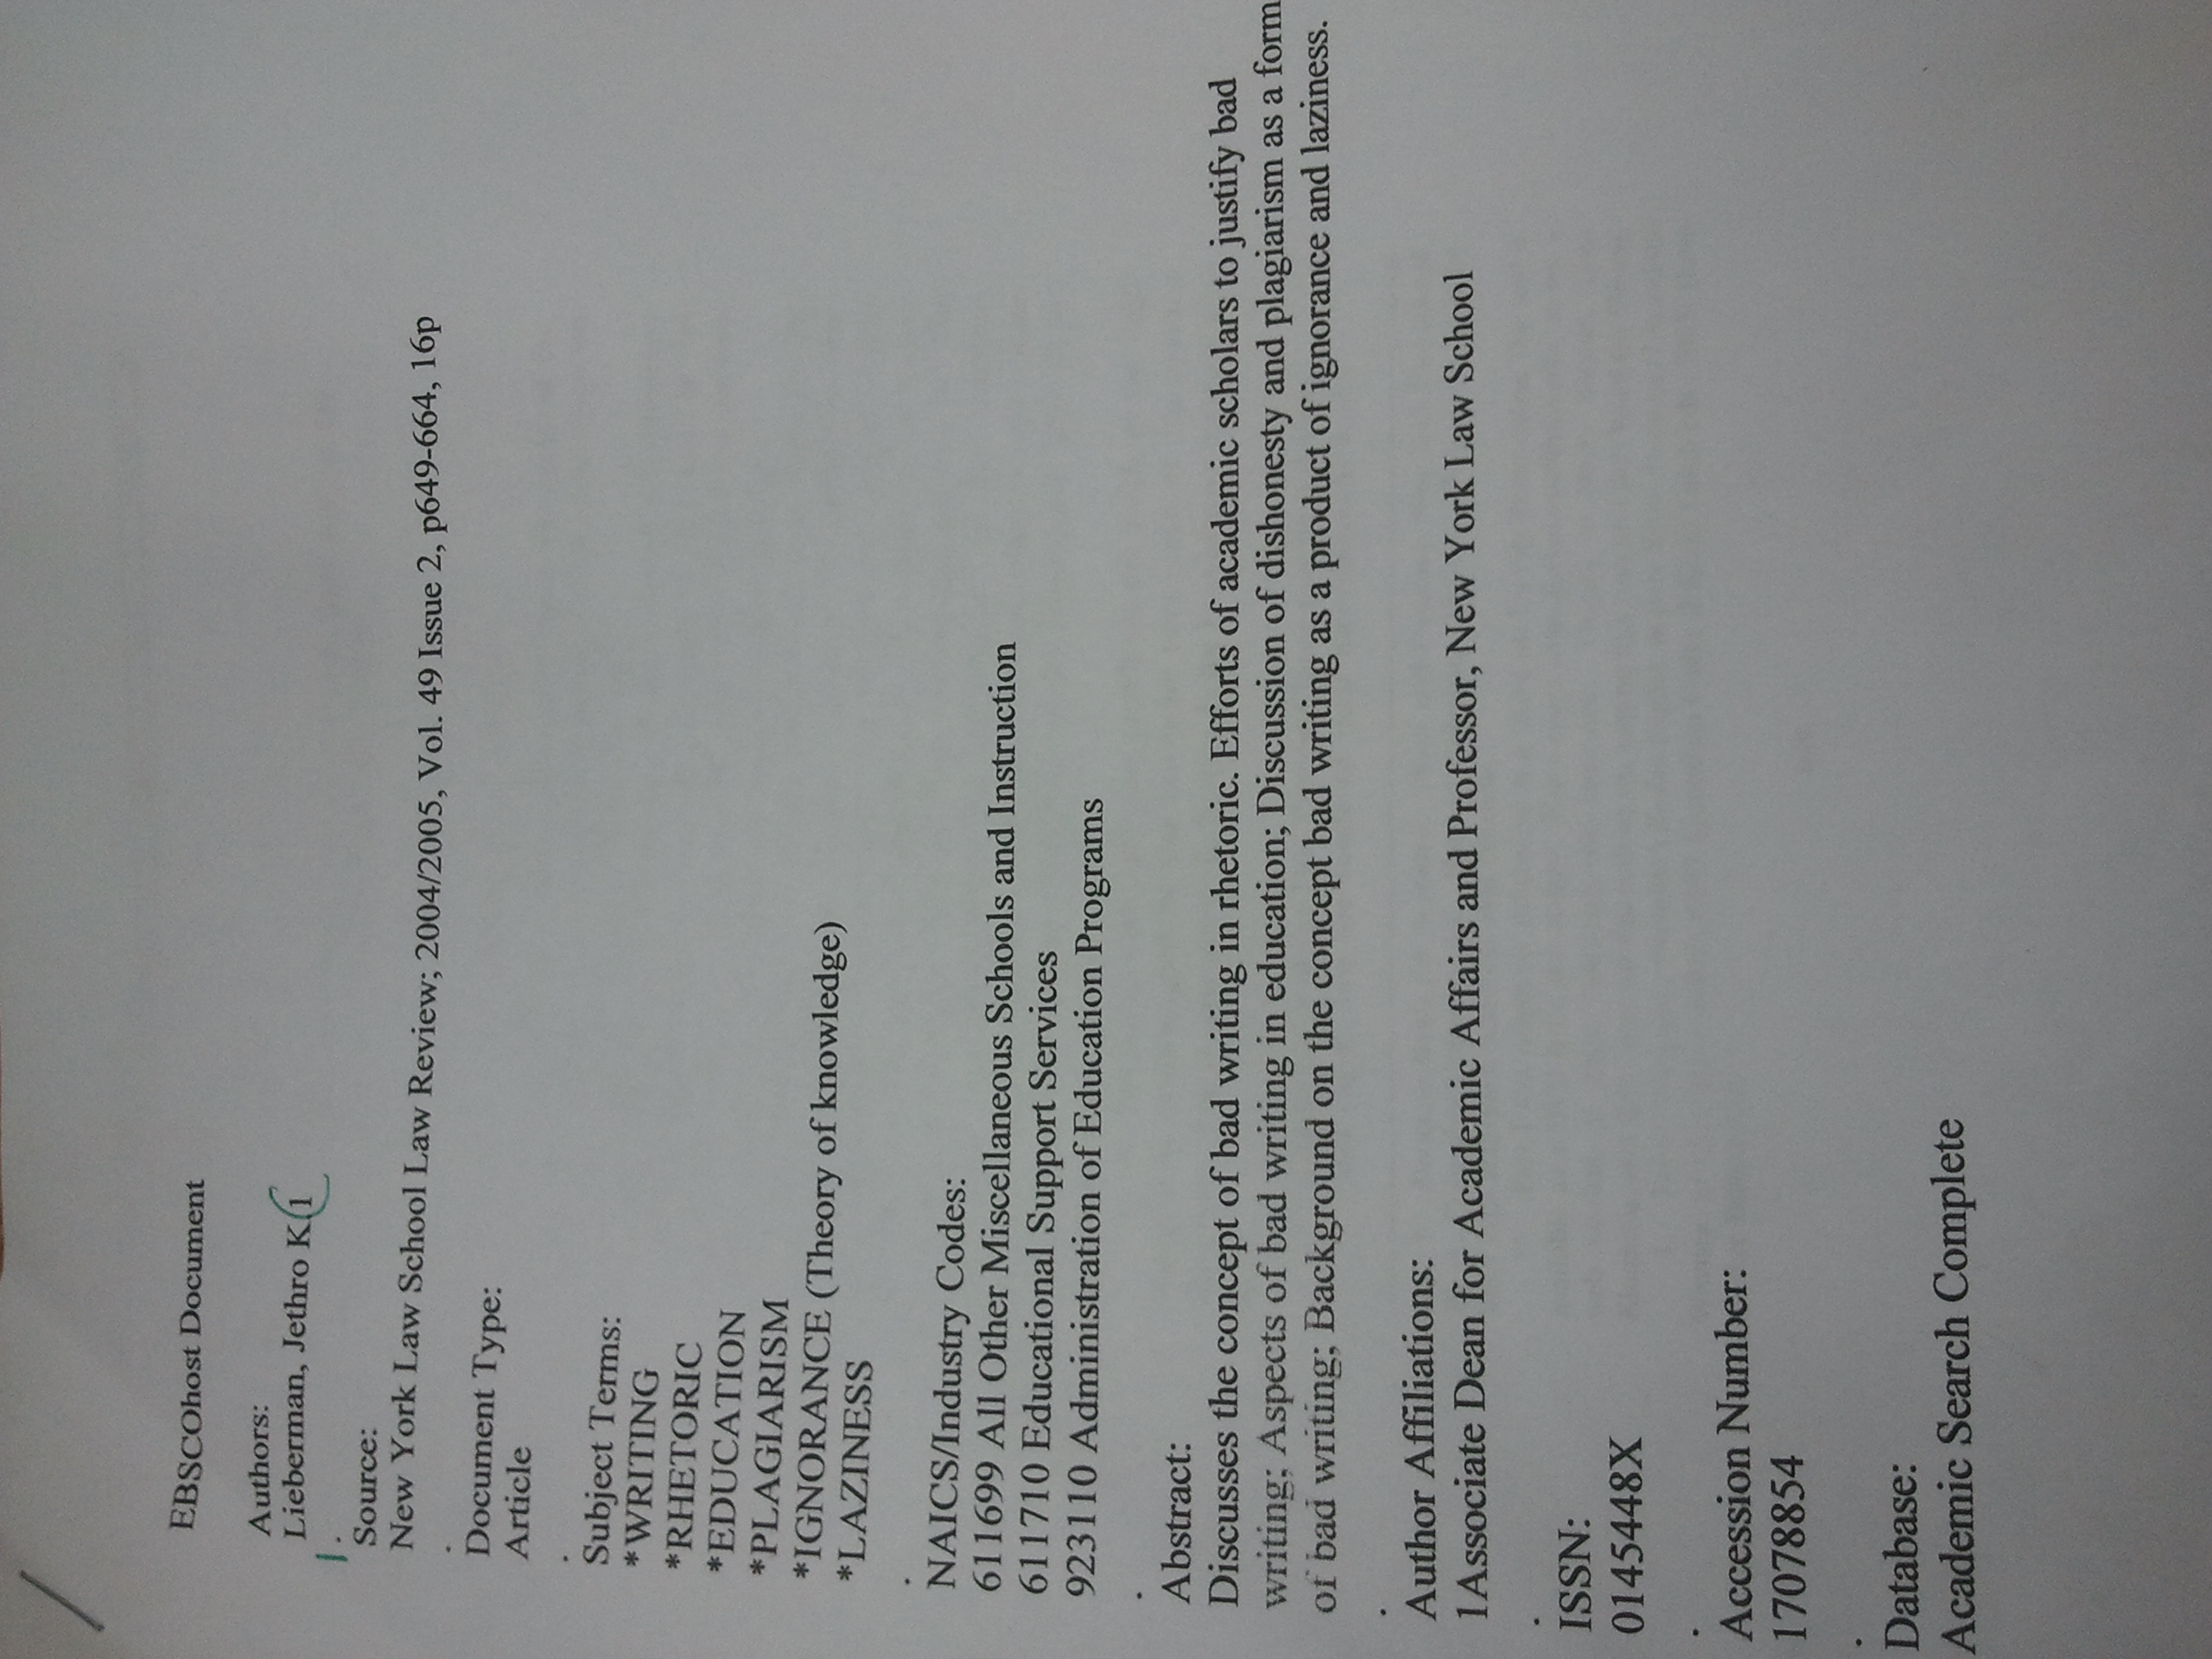 EBSCOhost Document
Authors:
Lieberman, Jethro K.(1
1.
Source:
New York Law School Law Review; 2004/2005, Vol. 49 Issue 2, p649-664, 16p
.
Document Type:
Article
.
Subject Terms:
*WRITING
*RHETORIC
*EDUCATION
*PLAGIARISM
*IGNORANCE (Theory of knowledge)
*LAZINESS
.
NAICS/Industry Codes:
611699 All Other Miscellaneous Schools and Instruction
611710 Educational Support Services
923110 Administration of Education Programs
.
Abstract:
Discusses the concept of bad writing in rhetoric. Efforts of academic scholars to justify bad
writing; Aspects of bad writing in education; Discussion of dishonesty and plagiarism as a form
of bad writing; Background on the concept bad writing as a product of ignorance and laziness.
.
Author Affiliations:
1Associate Dean for Academic Affairs and Professor, New York Law School
.
ISSN:
0145448X
.
Accession Number:
17078854
.
Database:
Academic Search Complete